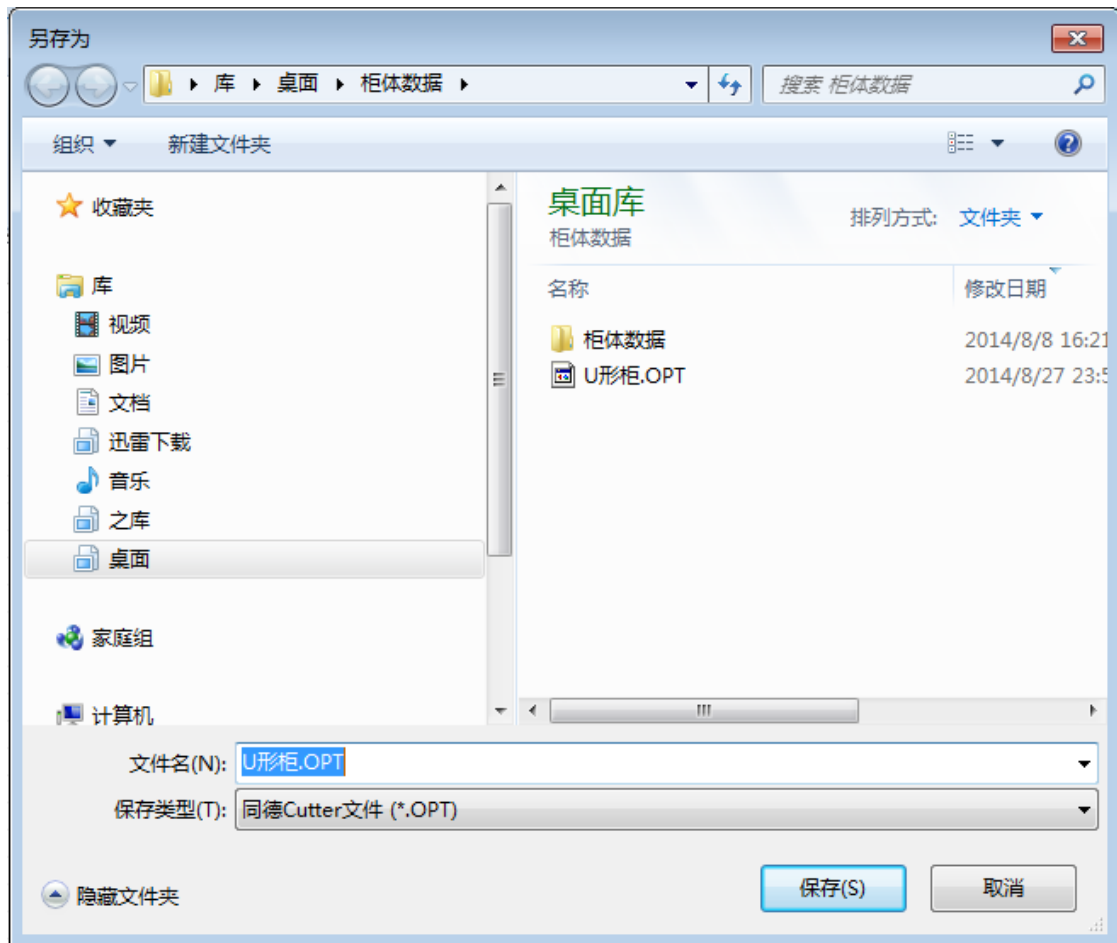 另存为
库 桌面 柜体数据
搜索 柜体数据
组织 新建文件夹
收藏夹
库
视频
图片
文档
迅雷下载
音乐
之库
桌面
家庭组
计算机
桌面库
柜体数据
排列方式: 文件夹
名称 修改日期
柜体数据 2014/8/8 16:21
U形柜.OPT 2014/8/27 23:5
文件名(N): U形柜.OPT
保存类型(T): 同德Cutter文件 (*.OPT)
隐藏文件夹 保存(S) 取消